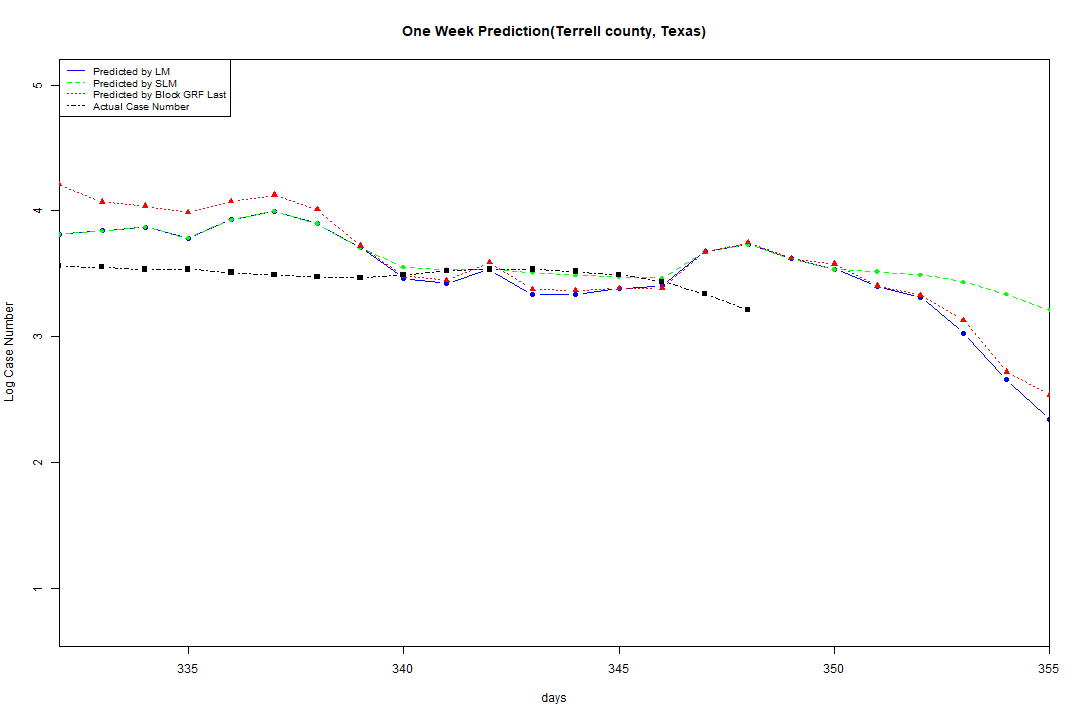 One Week Prediction(Terrell county, Texas)
Predicted by LM
Predicted by SLM
Predicted by Block GRF Last
Actual Case Number
5
4
3
2
1
Log Case Number
335 340 345 350 355
days